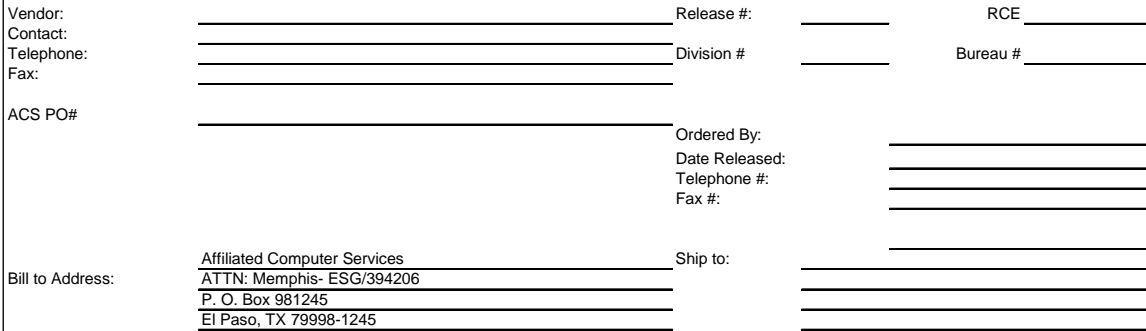 Vendor: Release #: RCE
Contact:
Telephone: Division # Bureau #
Fax:
ACS PO#
Ordered By:
Date Released:
Telephone #:
Fax #:
Affiliated Computer Services Ship to:
Bill to Address: ATTN: Memphis- ESG/394206
P. O. Box 981245
El Paso, TX 79998-1245